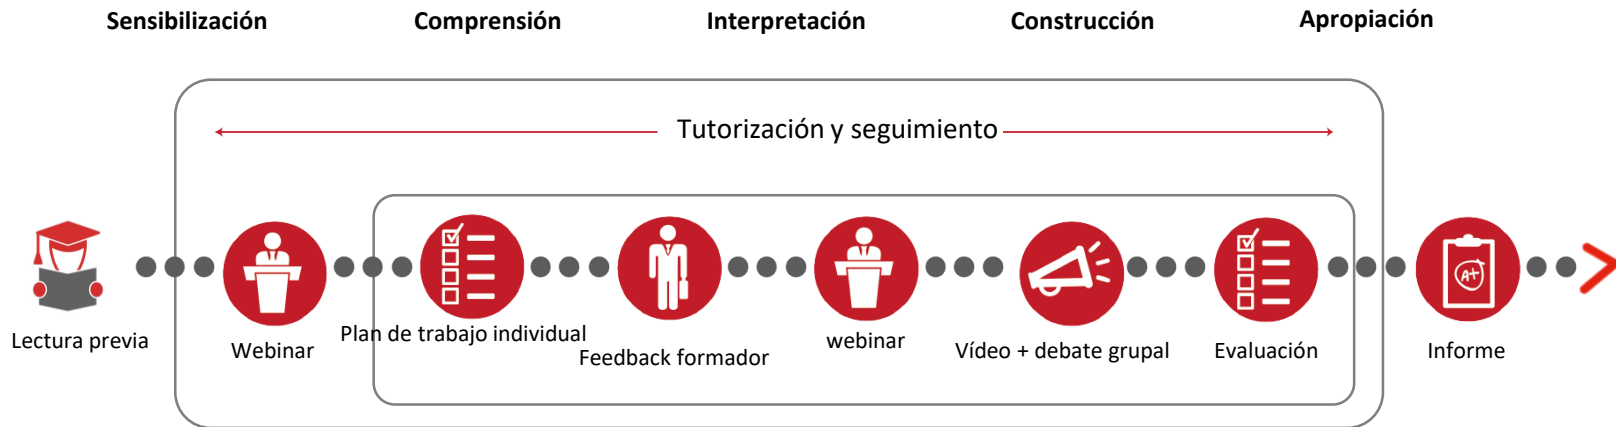 Sensibilización
Comprensión
Interpretación
Construcción
Apropiación
Tutorización y seguimiento
A+
Lectura previa
Webinar
Plan de trabajo individual
Feedback formador
webinar
Vídeo + debate grupal
Evaluación
Informe